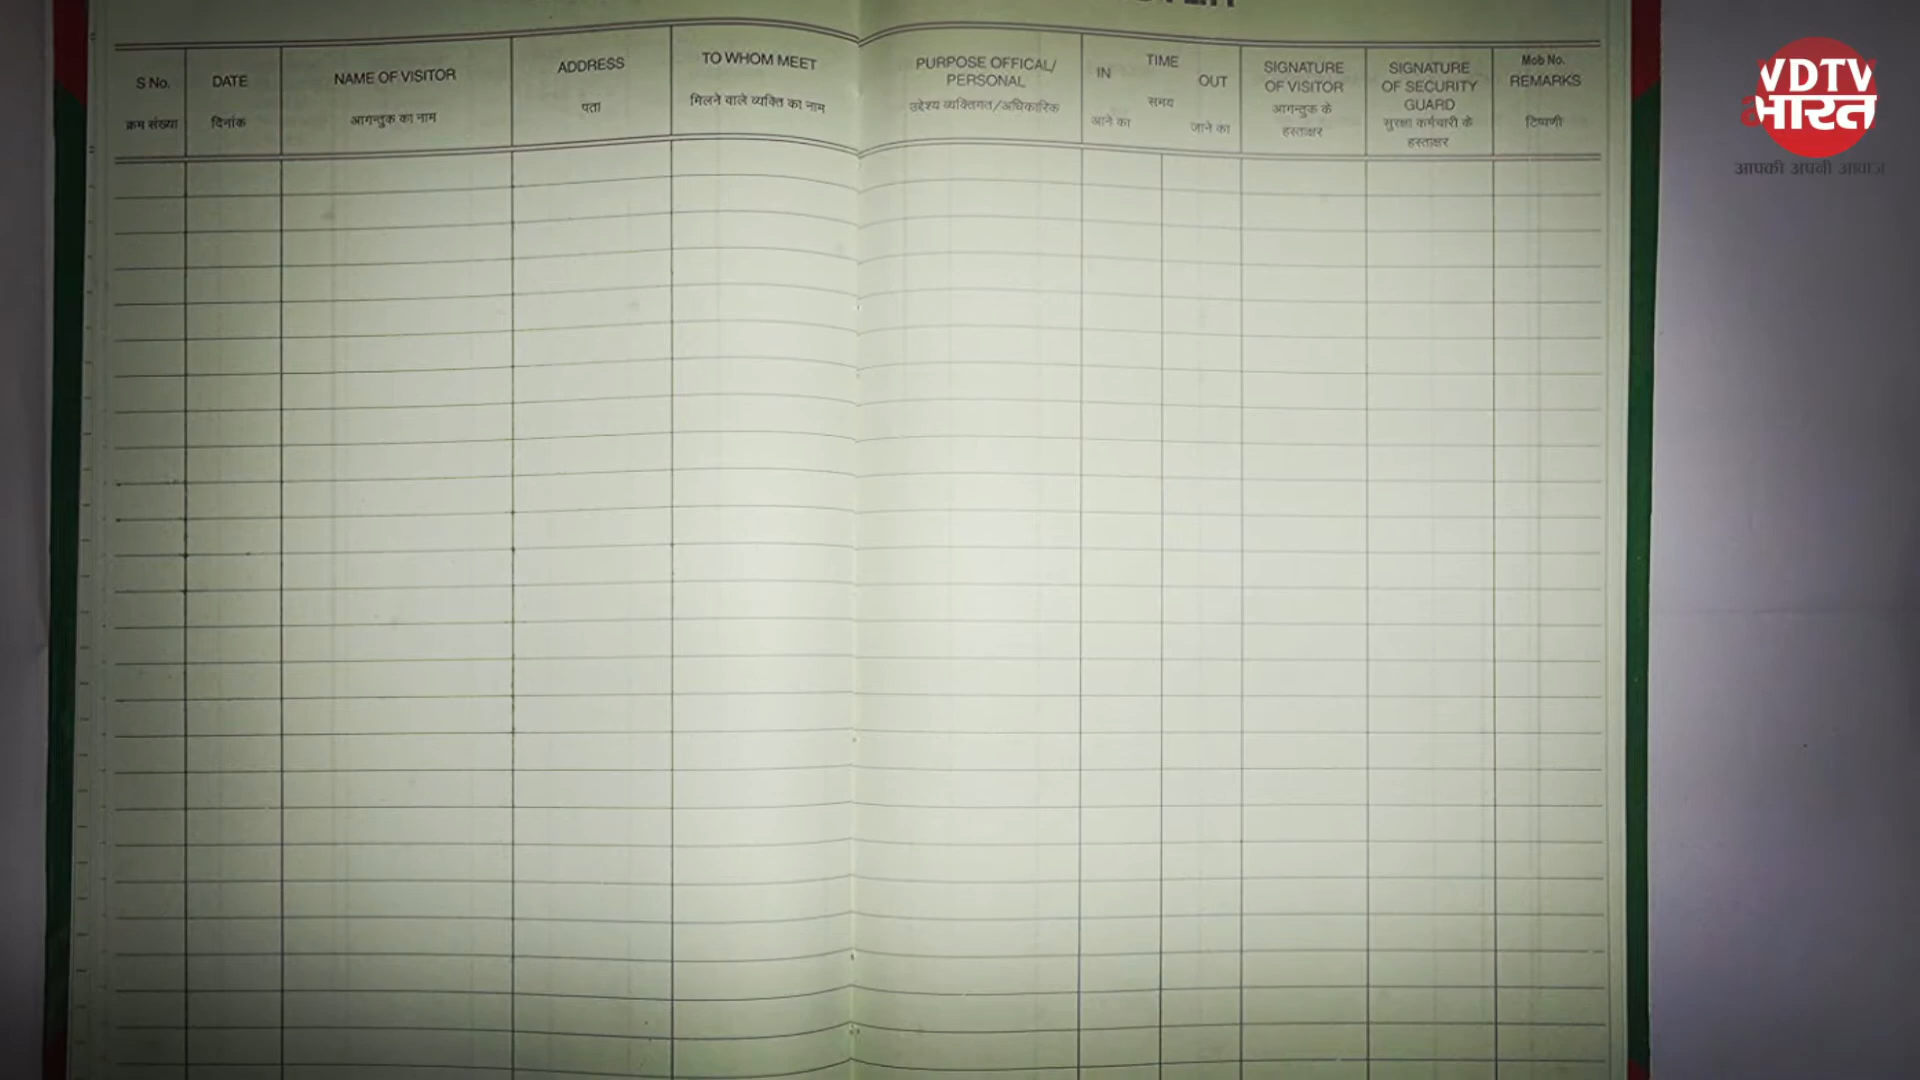 S No.
क्रम संख्या
DATE
दिनांक
NAME OF VISITOR
आगन्तुक का नाम
ADDRESS
पता
TO WHOM MEET
मिलने वाले व्यक्ति का नाम
PURPOSE OFFICAL/
PERSONAL
उद्देश्य व्यक्तिगत/अधिकारिक
TIME
समय
IN
आने का
OUT
जाने का
SIGNATURE
OF VISITOR
आगन्तुक के
हस्ताक्षर
SIGNATURE
OF SECURITY
GUARD
सुरक्षा कर्मचारी के
हस्ताक्षर
Mob No.
REMARKS
टिप्पणी
VDTV
भारत
आपकी अपनी आवाज